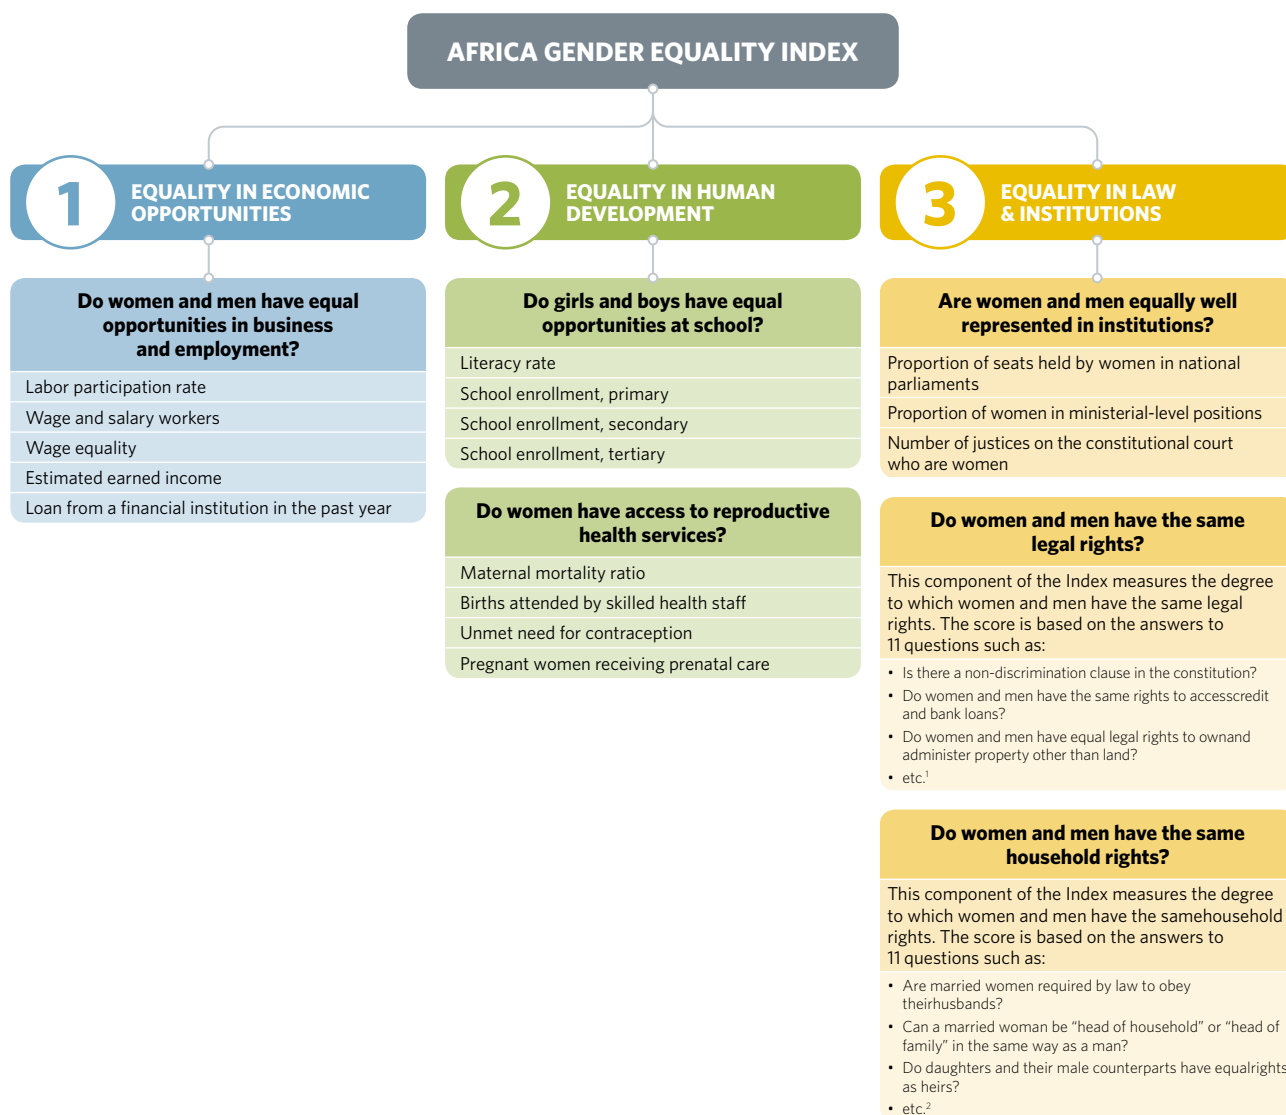 AFRICA GENDER EQUALITY INDEX
1
EQUALITY IN ECONOMIC
OPPORTUNITIES
Do women and men have equal
opportunities in business
and employment?
Labor participation rate
Wage and salary workers
Wage equality
Estimated earned income
Loan from a financial institution in the past year
2
EQUALITY IN HUMAN
DEVELOPMENT
Do girls and boys have equal
opportunities at school?
Literacy rate
School enrollment, primary
School enrollment, secondary
School enrollment, tertiary
Do women have access to reproductive
health services?
Maternal mortality ratio
Births attended by skilled health staff
Unmet need for contraception
Pregnant women receiving prenatal care
3
EQUALITY IN LAW
& INSTITUTIONS
Are women and men equally well
represented in institutions?
Proportion of seats held by women in national
parliaments
Proportion of women in ministerial-level positions
Number of justices on the constitutional court
who are women
Do women and men have the same
legal rights?
This component of the Index measures the degree
to which women and men have the same legal
rights. The score is based on the answers to
11 questions such as:
• Is there a non-discrimination clause in the constitution?
• Do women and men have the same rights to accesscredit
and bank loans?
• Do women and men have equal legal rights to ownand
administer property other than land?
• etc.¹
Do women and men have the same
household rights?
This component of the Index measures the degree
to which women and men have the samehousehold
rights. The score is based on the answers to
11 questions such as:
• Are married women required by law to obey
theirhusbands?
• Can a married woman be “head of household” or “head of
family” in the same way as a man?
• Do daughters and their male counterparts have equalrights
as heirs?
• etc.²